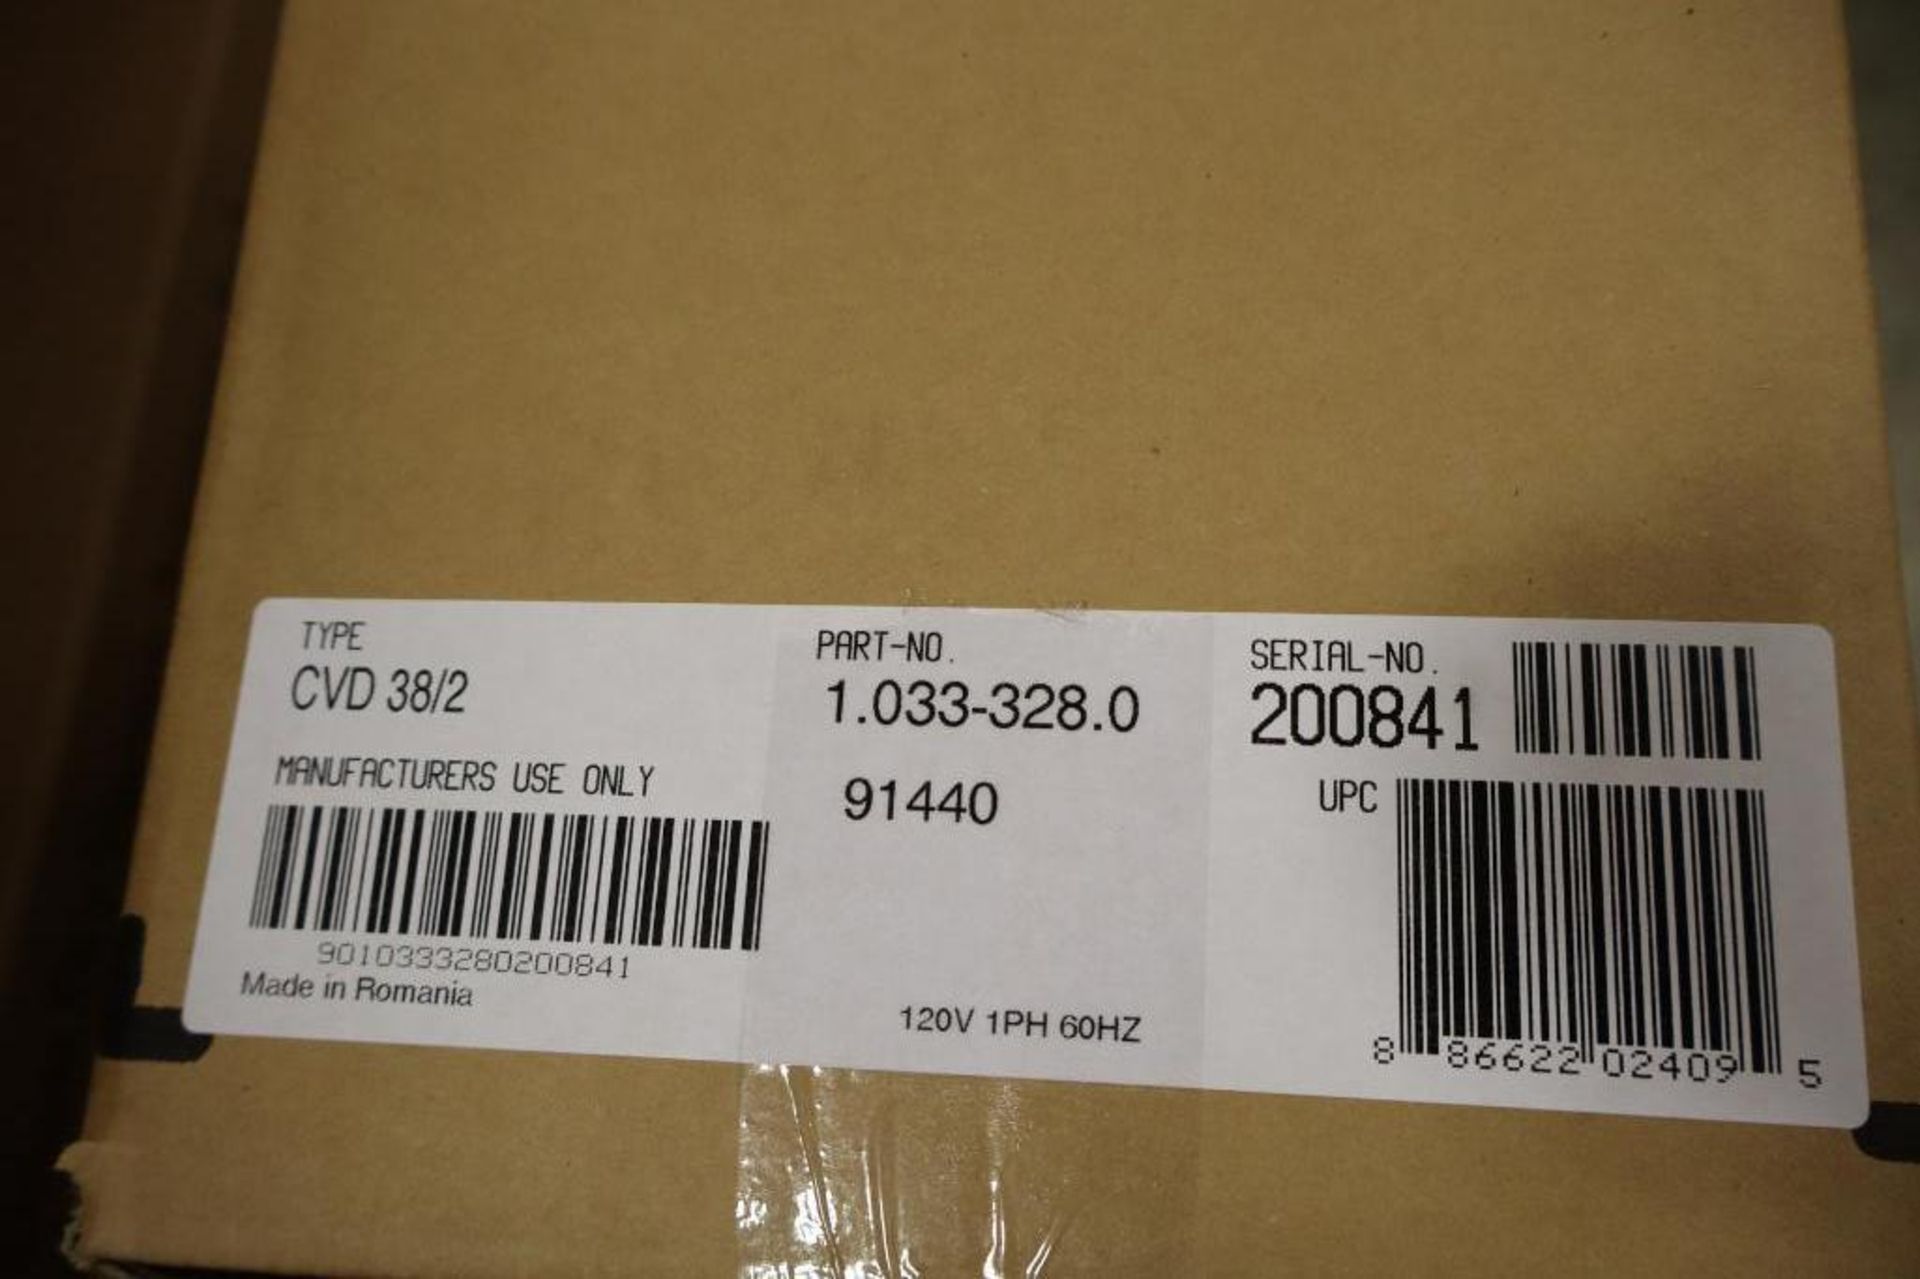 TYPE
CVD 38/2
MANUFACTURERS USE ONLY
9010333280200841
Made in Romania
PART-NO.
1.033-328.0
91440
120V 1PH 60HZ
SERIAL-NO.
200841
UPC
8 86622 02409 5